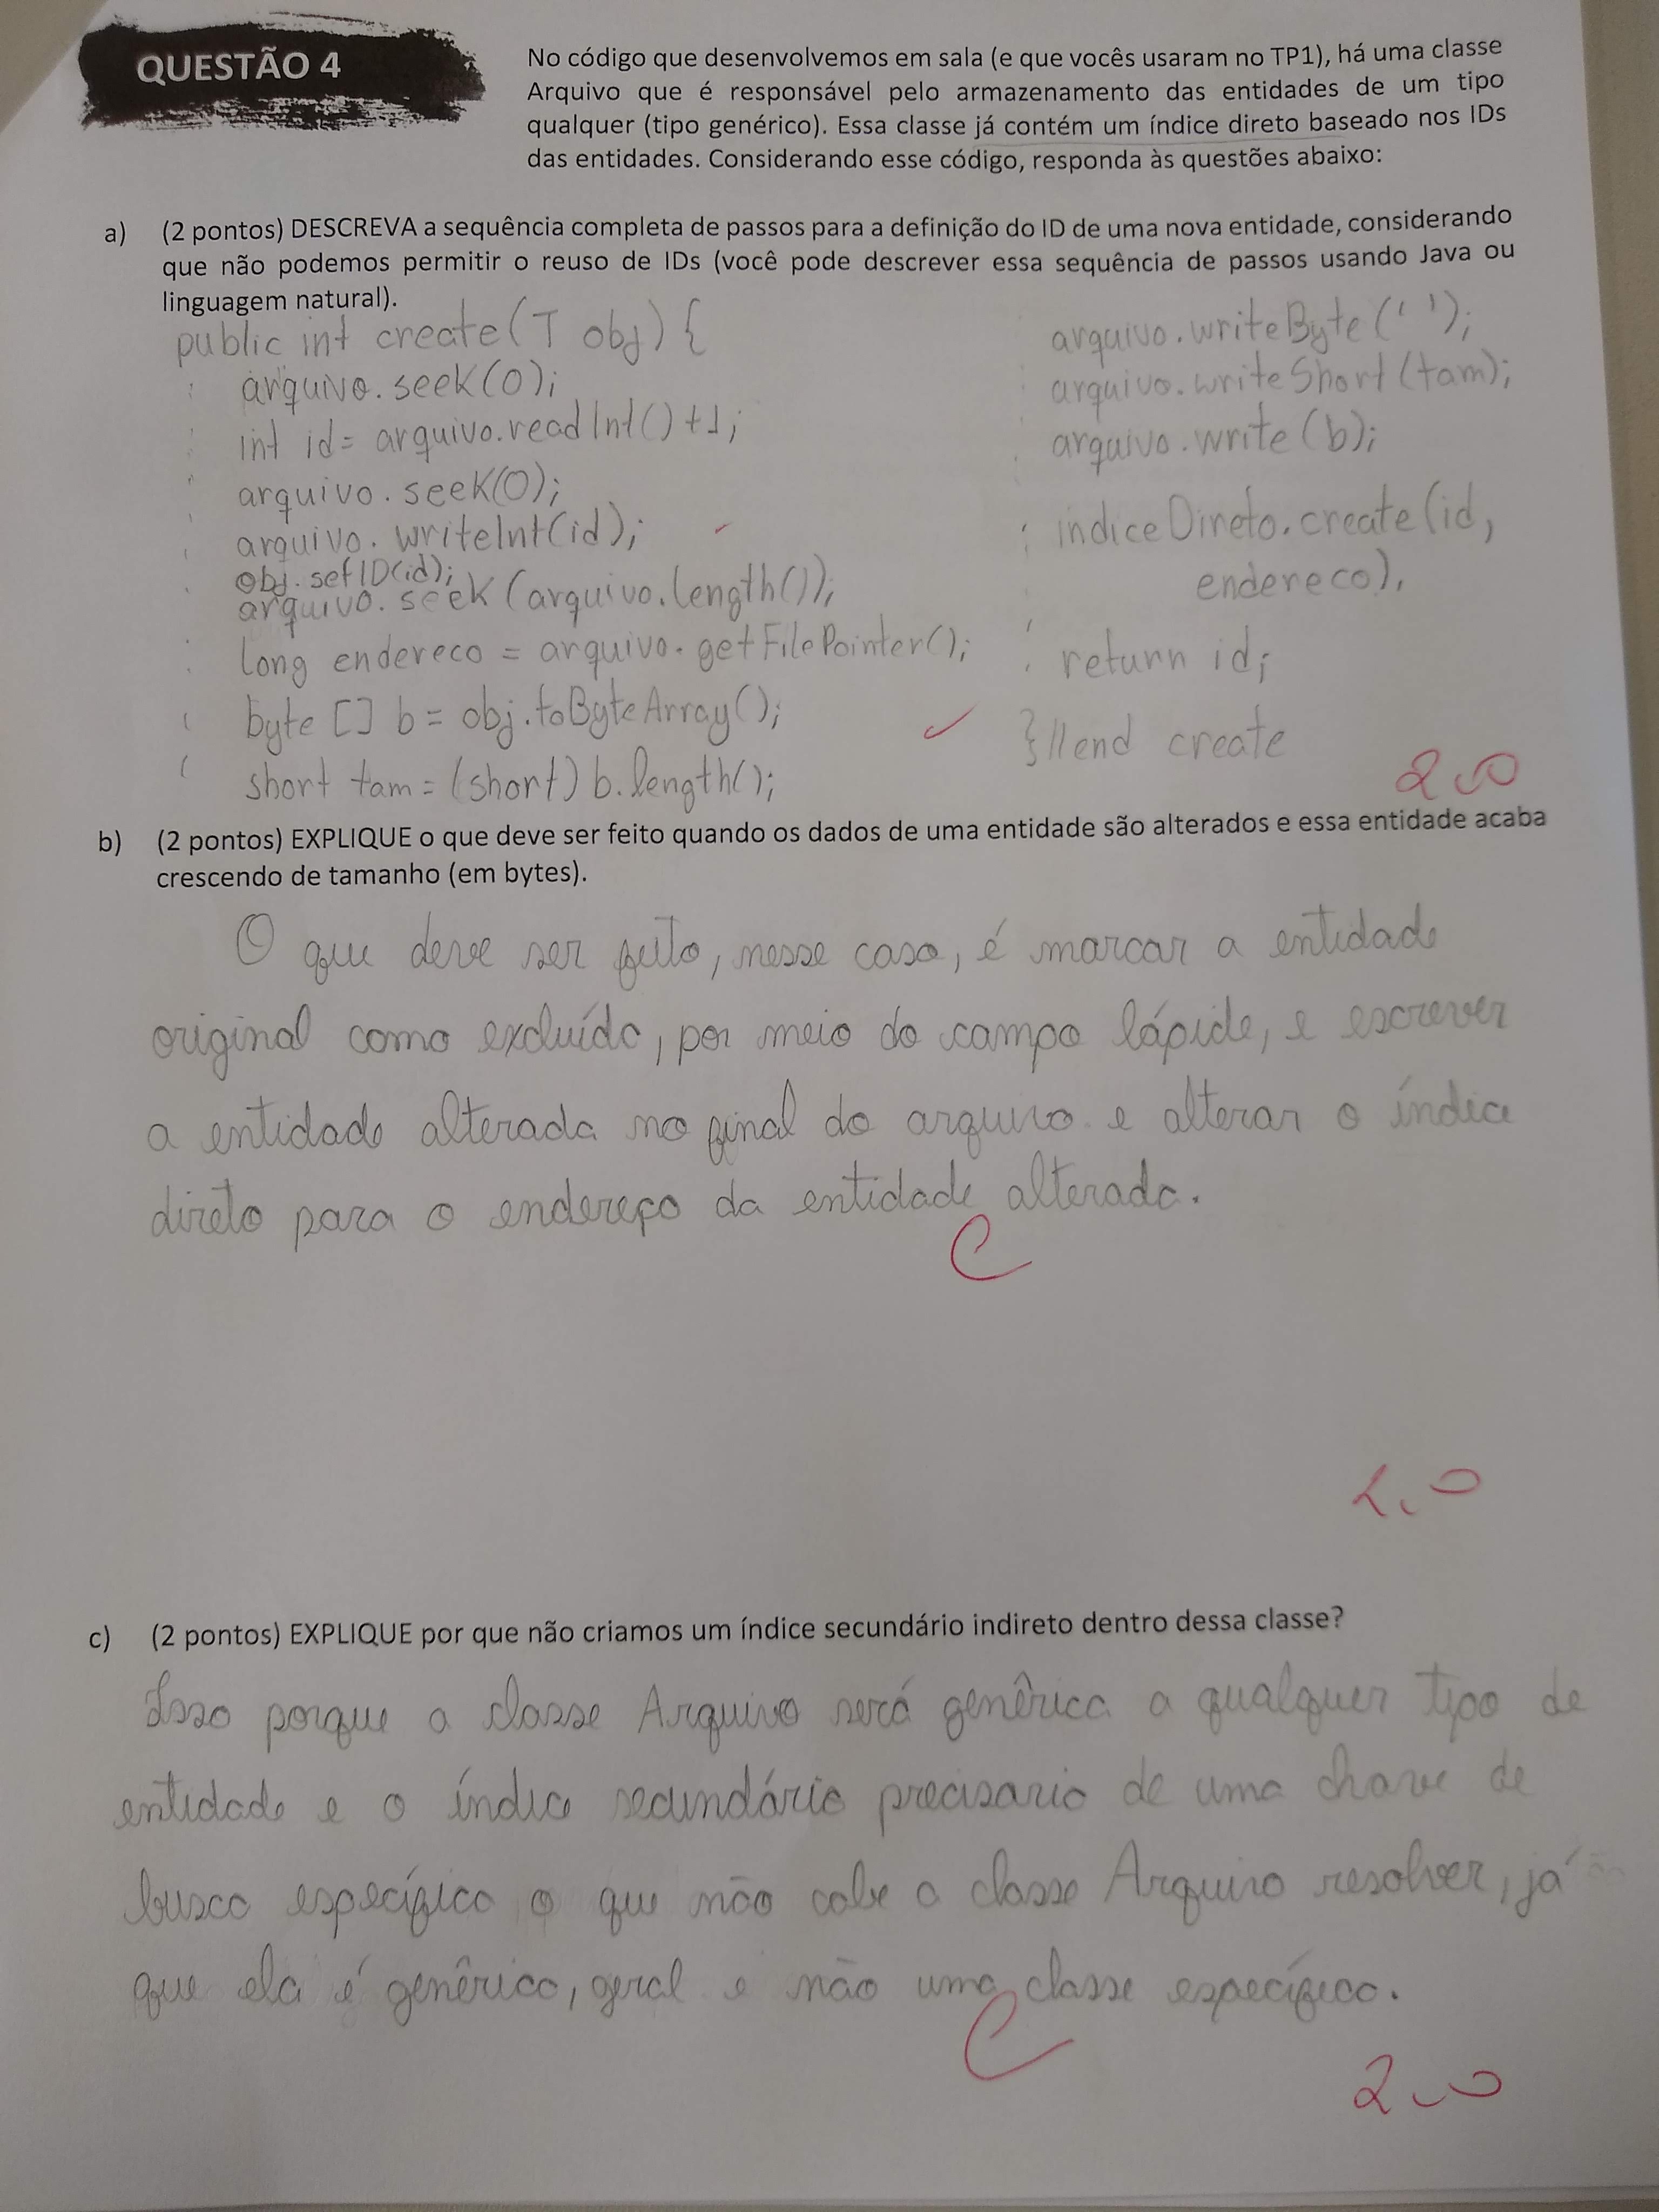 QUESTÃO 4
No código que desenvolvemos em sala (e que vocês usaram no TP1), há uma classe
Arquivo que é responsável pelo armazenamento das entidades de um tipo
qualquer (tipo genérico). Essa classe já contém um índice direto baseado nos IDs
das entidades. Considerando esse código, responda às questões abaixo:
a) (2 pontos) DESCREVA a sequência completa de passos para a definição do ID de uma nova entidade, considerando
que não podemos permitir o reuso de IDs (você pode descrever essa sequência de passos usando Java ou
linguagem natural).
public int create(T obj) {
arquivo.seek(0);
int id= arquivo.readInt()+1;
arquivo.seek(0);
arquivo.writeInt(id);
obj.setID(id);
arquivo.seek(arquivo.length());
long endereco = arquivo.getFilePointer();
byte [] b = obj.toByteArray();
short tam = (short) b.length();
arquivo.writeByte(' ');
arquivo.writeShort(tam);
arquivo.write(b);
indiceDireto.create(id,
endereco),
return id;
}//end create
2.0
b) (2 pontos) EXPLIQUE o que deve ser feito quando os dados de uma entidade são alterados e essa entidade acaba
crescendo de tamanho (em bytes).
O que deve ser feito, nesse caso, é marcar a entidade
original como excluída, por meio do campo lápide, e escrever
a entidade alterada no final do arquivo e alterar o índice
direto para o endereço da entidade alterada.
C
2.0
c) (2 pontos) EXPLIQUE por que não criamos um índice secundário indireto dentro dessa classe?
Isso porque a classe Arquivo será genérica a qualquer tipo de
entidade e o índice secundário precisaria de uma chave de
busca específica o que não cabe a classe Arquivo resolver, já
que ela é genérica, geral e não uma classe específica.
C
2.0